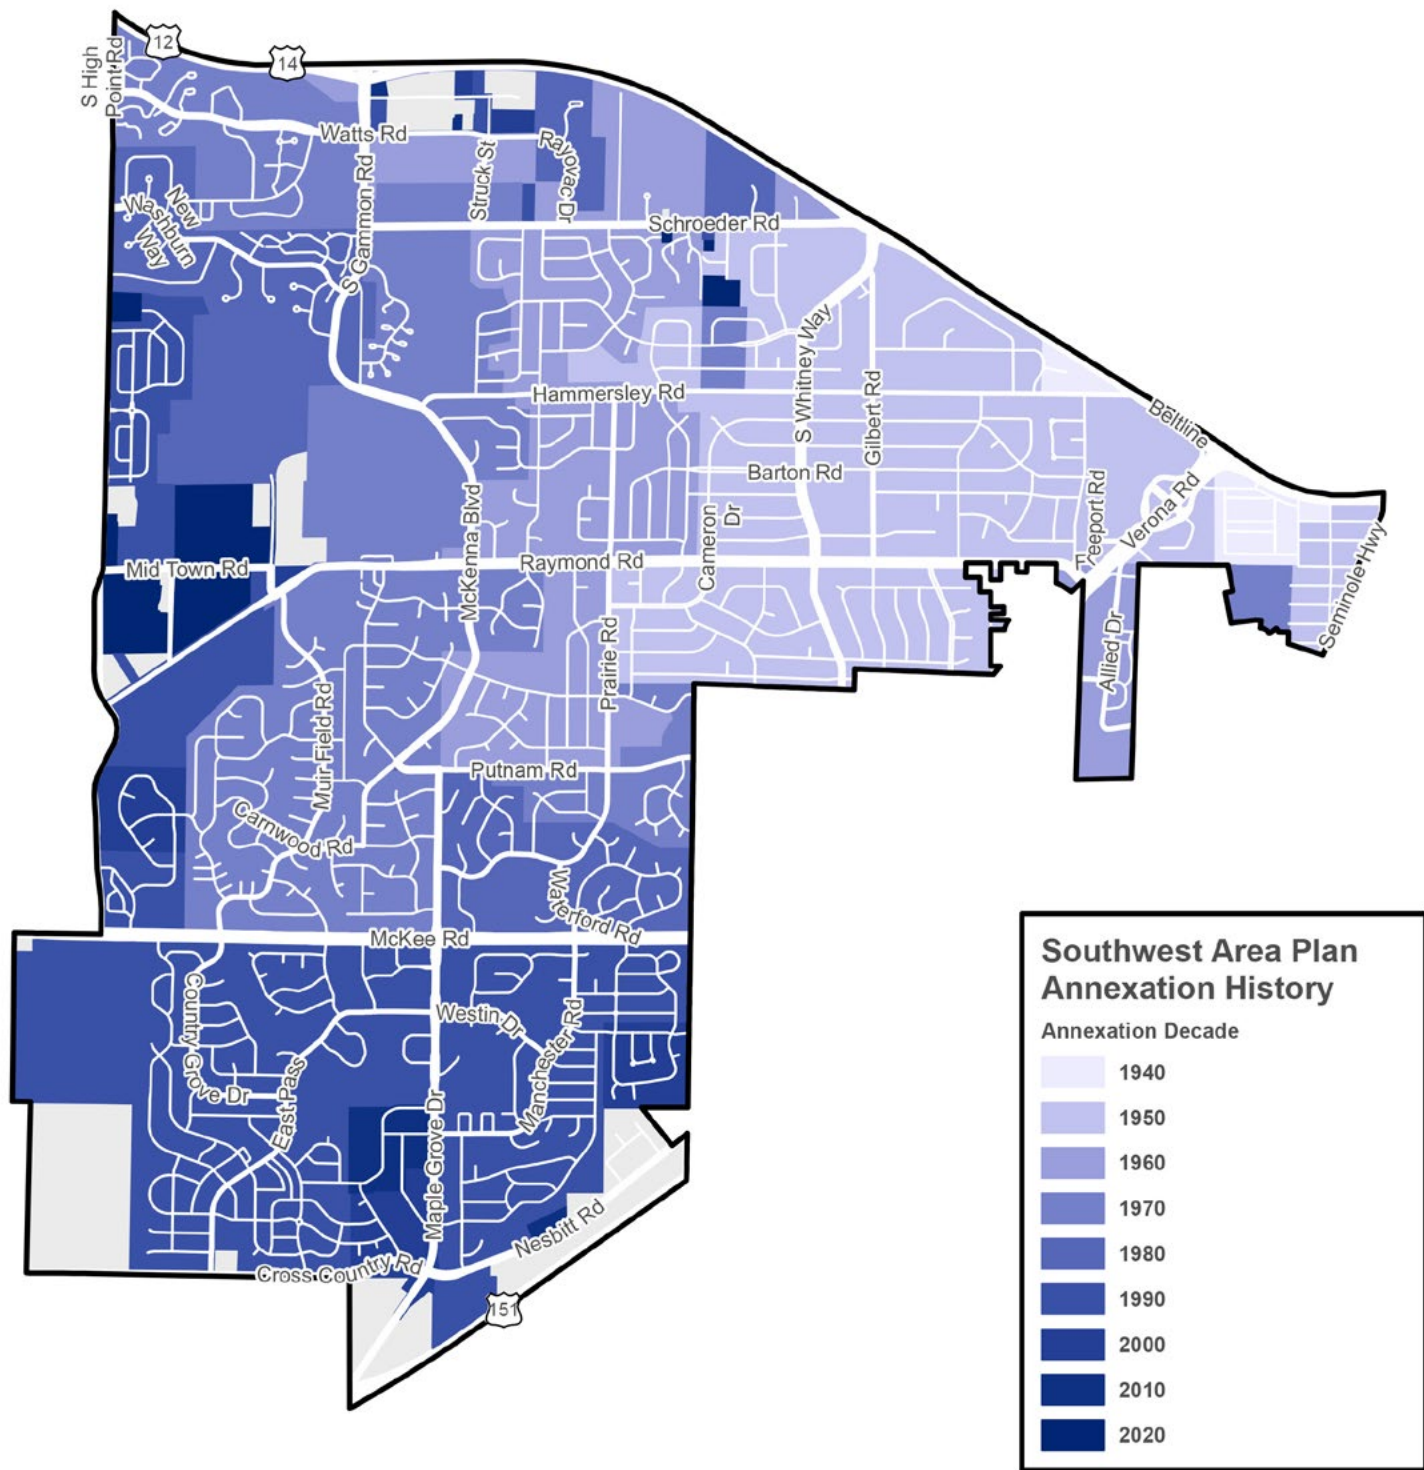 12
14
S High
Point Rd
Watts Rd
Rayovac Dr
Struck St
S Gammon Rd
New
Washburn
Way
Schroeder Rd
S Whitney Way
Gilbert Rd
Hammersley Rd
Beltline
Barton Rd
Freeport Rd
Verona Rd
Seminole Hwy
McKenna Blvd
Cameron
Dr
Raymond Rd
Mid Town Rd
Allied Dr
Prairie Rd
Muir Field Rd
Putnam Rd
Carnwood Rd
Waterford Rd
McKee Rd
Country Grove Dr
Westin Dr
Manchester Rd
East Pass
Maple Grove Dr
Nesbitt Rd
Cross Country Rd
151
Southwest Area Plan
Annexation History
Annexation Decade
1940
1950
1960
1970
1980
1990
2000
2010
2020